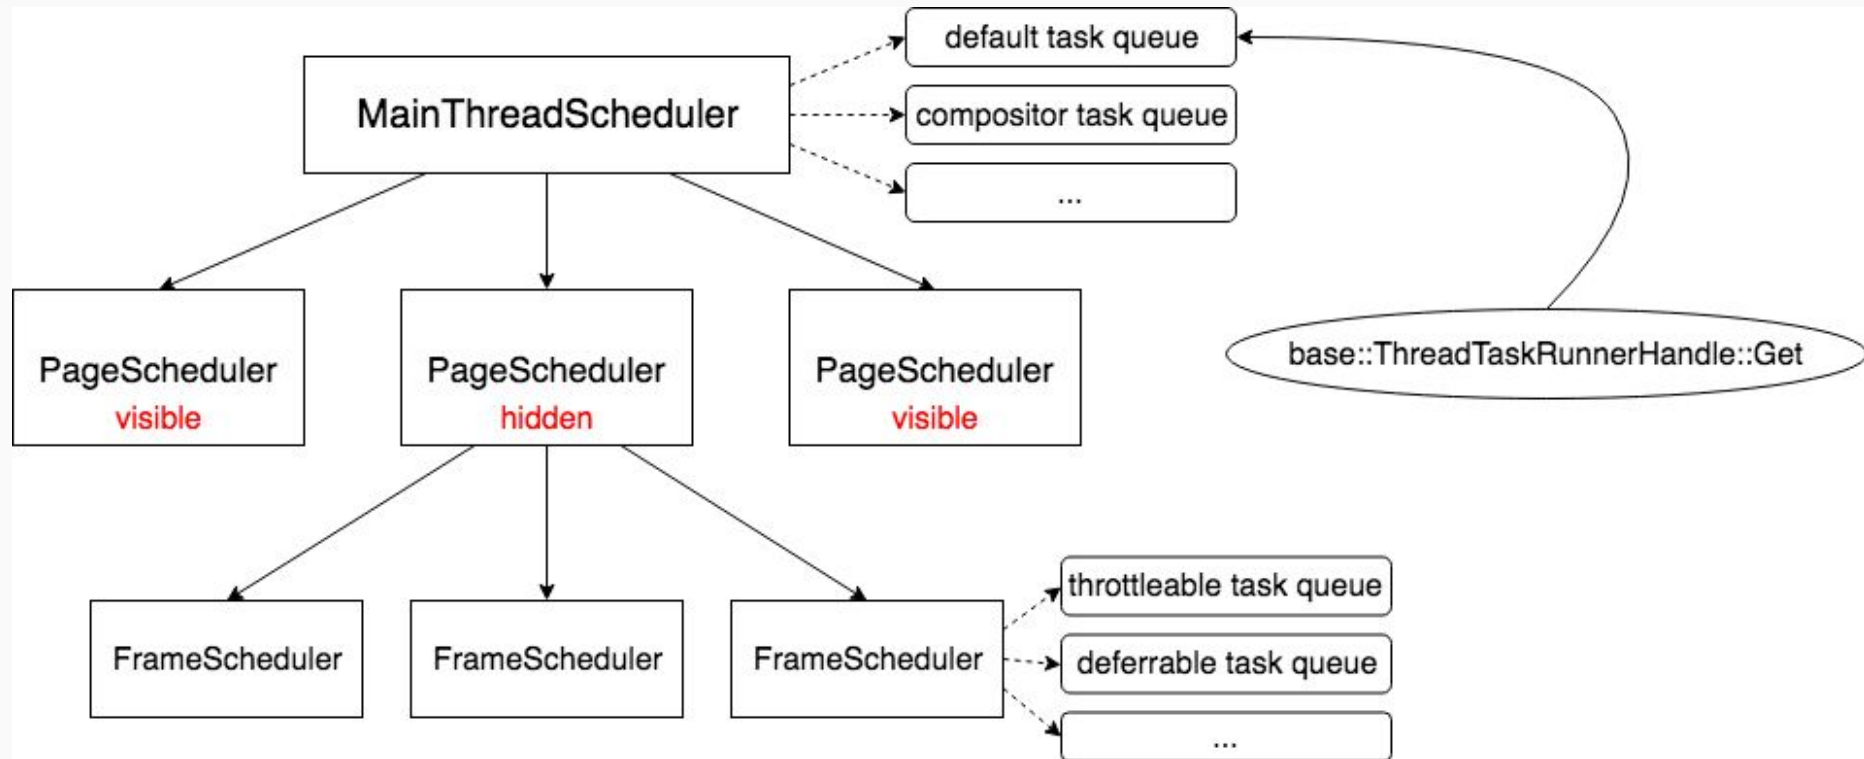 default task queue
MainThreadScheduler
compositor task queue
...
PageScheduler
visible
PageScheduler
hidden
PageScheduler
visible
base::ThreadTaskRunnerHandle::Get
FrameScheduler
FrameScheduler
FrameScheduler
throttleable task queue
deferrable task queue
...